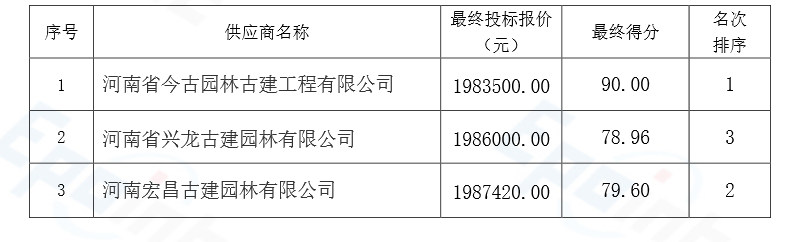 序号 供应商名称 最终投标报价（元） 最终得分 名次排序
1 河南省今古园林古建工程有限公司 1983500.00 90.00 1
2 河南省兴龙古建园林有限公司 1986000.00 78.96 3
3 河南宏昌古建园林有限公司 1987420.00 79.60 2